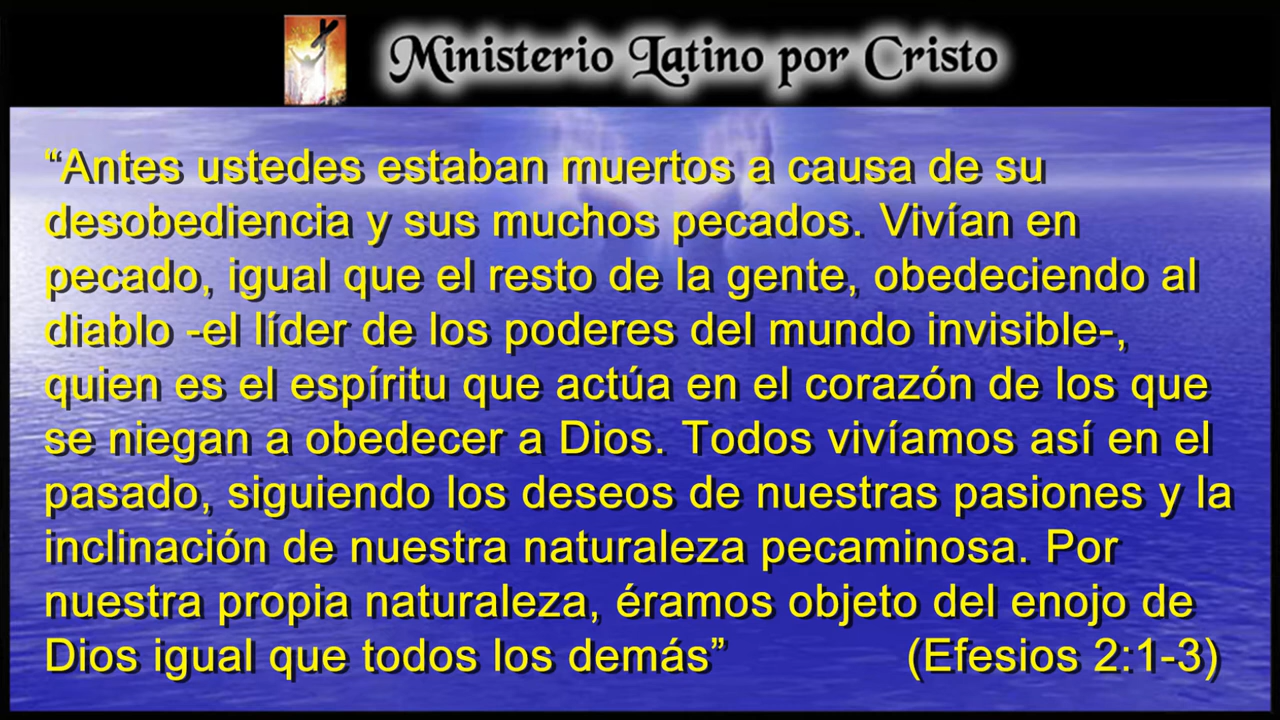 Ministerio Latino por Cristo
“Antes ustedes estaban muertos a causa de su
desobediencia y sus muchos pecados. Vivían en
pecado, igual que el resto de la gente, obedeciendo al
diablo -el líder de los poderes del mundo invisible-,
quien es el espíritu que actúa en el corazón de los que
se niegan a obedecer a Dios. Todos vivíamos así en el
pasado, siguiendo los deseos de nuestras pasiones y la
inclinación de nuestra naturaleza pecaminosa. Por
nuestra propia naturaleza, éramos objeto del enojo de
Dios igual que todos los demás” (Efesios 2:1-3)